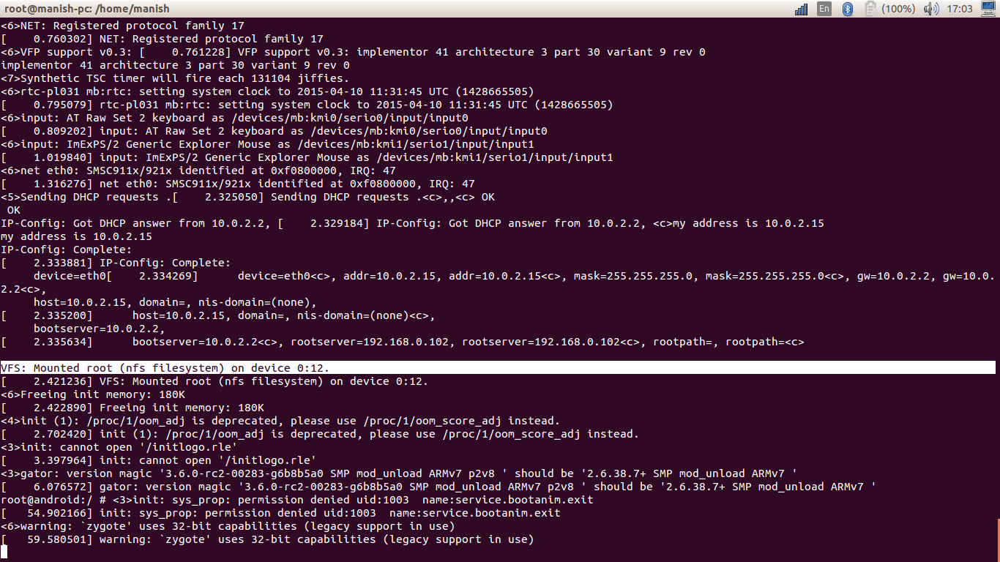 root@manish-pc: /home/manish
En
(100%)
17:03
<6>NET: Registered protocol family 17
[    0.760302] NET: Registered protocol family 17
<6>VFP support v0.3: [    0.761228] VFP support v0.3: implementor 41 architecture 3 part 30 variant 9 rev 0
implementor 41 architecture 3 part 30 variant 9 rev 0
<7>Synthetic TSC timer will fire each 131104 jiffies.
<6>rtc-pl031 mb:rtc: setting system clock to 2015-04-10 11:31:45 UTC (1428665505)
[    0.795079] rtc-pl031 mb:rtc: setting system clock to 2015-04-10 11:31:45 UTC (1428665505)
<6>input: AT Raw Set 2 keyboard as /devices/mb:kmi0/serio0/input/input0
[    0.809202] input: AT Raw Set 2 keyboard as /devices/mb:kmi0/serio0/input/input0
<6>input: ImExPS/2 Generic Explorer Mouse as /devices/mb:kmi1/serio1/input/input1
[    1.019840] input: ImExPS/2 Generic Explorer Mouse as /devices/mb:kmi1/serio1/input/input1
<6>net eth0: SMSC911x/921x identified at 0xf0800000, IRQ: 47
[    1.316276] net eth0: SMSC911x/921x identified at 0xf0800000, IRQ: 47
<5>Sending DHCP requests .[    2.325050] Sending DHCP requests .<c>,,<c> OK
 OK
IP-Config: Got DHCP answer from 10.0.2.2, [    2.329184] IP-Config: Got DHCP answer from 10.0.2.2, <c>my address is 10.0.2.15
my address is 10.0.2.15
IP-Config: Complete:
[    2.333881] IP-Config: Complete:
     device=eth0[    2.334269]      device=eth0<c>, addr=10.0.2.15, addr=10.0.2.15<c>, mask=255.255.255.0, mask=255.255.255.0<c>, gw=10.0.2.2, gw=10.0.
2.2<c>,
     host=10.0.2.15, domain=, nis-domain=(none),
[    2.335200]      host=10.0.2.15, domain=, nis-domain=(none)<c>,
     bootserver=10.0.2.2,
[    2.335634]      bootserver=10.0.2.2<c>, rootserver=192.168.0.102, rootserver=192.168.0.102<c>, rootpath=, rootpath=<c>
VFS: Mounted root (nfs filesystem) on device 0:12.
[    2.421236] VFS: Mounted root (nfs filesystem) on device 0:12.
<6>Freeing init memory: 180K
[    2.422890] Freeing init memory: 180K
<4>init (1): /proc/1/oom_adj is deprecated, please use /proc/1/oom_score_adj instead.
[    2.702420] init (1): /proc/1/oom_adj is deprecated, please use /proc/1/oom_score_adj instead.
<3>init: cannot open '/initlogo.rle'
[    3.397964] init: cannot open '/initlogo.rle'
<3>gator: version magic '3.6.0-rc2-00283-g6b8b5a0 SMP mod_unload ARMv7 p2v8 ' should be '2.6.38.7+ SMP mod_unload ARMv7 '
[    6.076572] gator: version magic '3.6.0-rc2-00283-g6b8b5a0 SMP mod_unload ARMv7 p2v8 ' should be '2.6.38.7+ SMP mod_unload ARMv7 '
root@android:/ # <3>init: sys_prop: permission denied uid:1003  name:service.bootanim.exit
[   54.902166] init: sys_prop: permission denied uid:1003  name:service.bootanim.exit
<6>warning: `zygote' uses 32-bit capabilities (legacy support in use)
[   59.580501] warning: `zygote' uses 32-bit capabilities (legacy support in use)